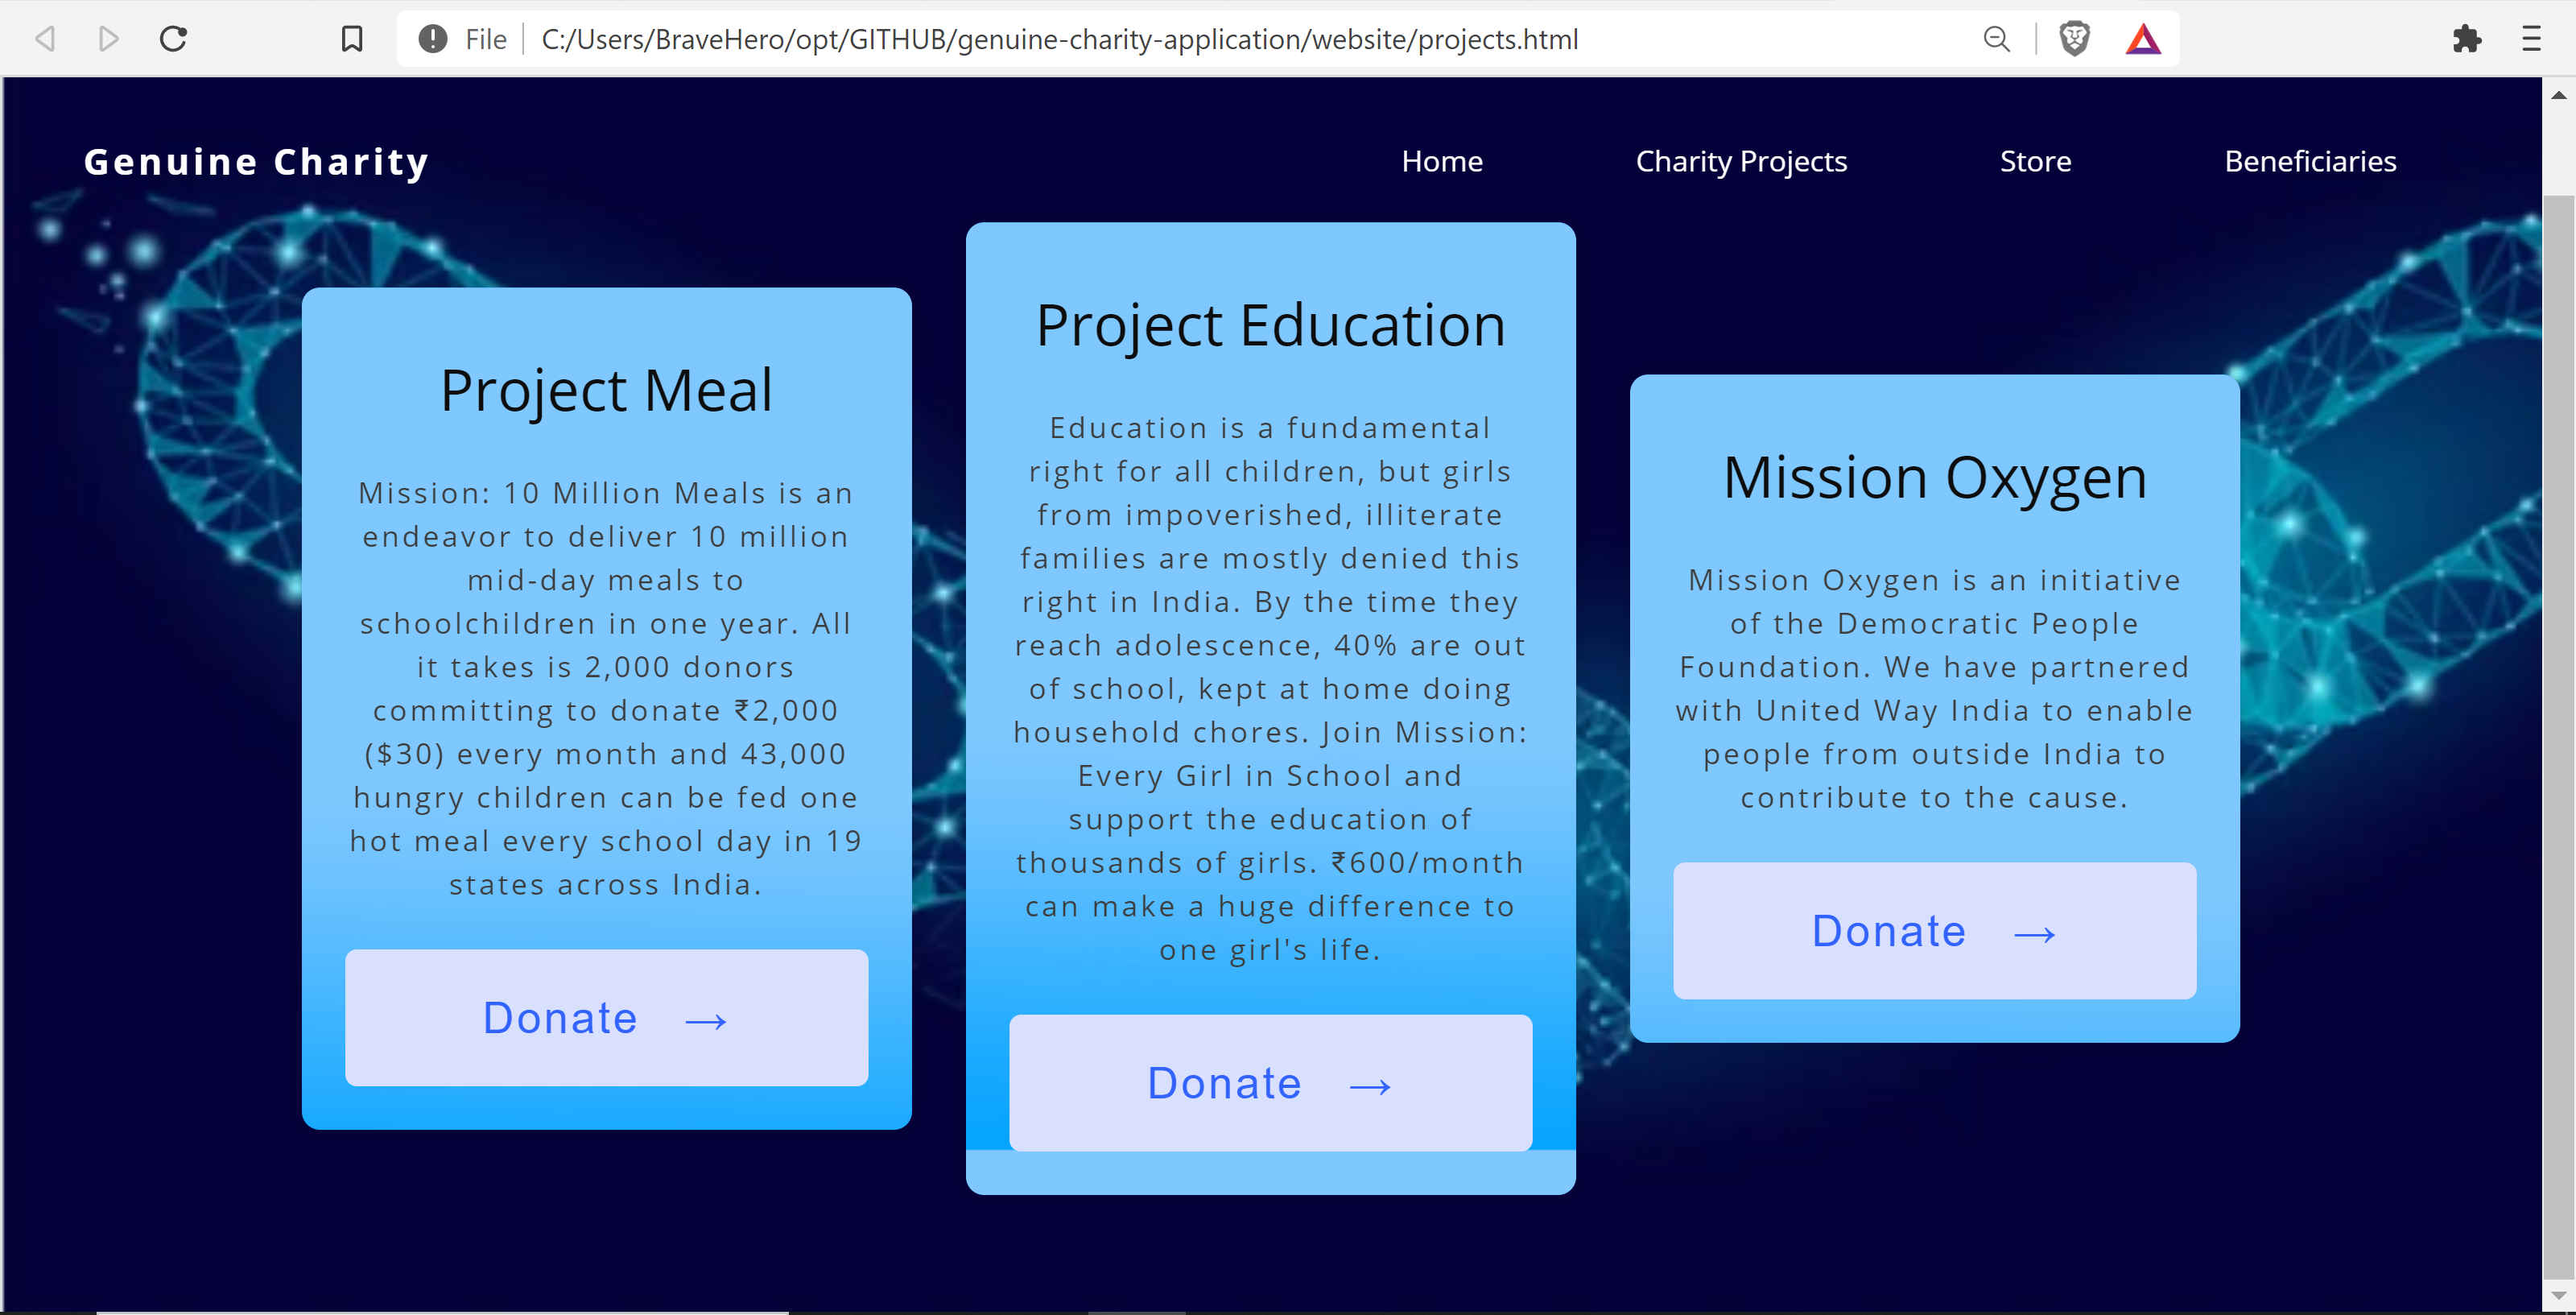 File C:/Users/BraveHero/opt/GITHUB/genuine-charity-application/website/projects.html
Genuine Charity
Home
Charity Projects
Store
Beneficiaries
Project Meal
Mission: 10 Million Meals is an
endeavor to deliver 10 million
mid-day meals to
schoolchildren in one year. All
it takes is 2,000 donors
committing to donate ₹2,000
($30) every month and 43,000
hungry children can be fed one
hot meal every school day in 19
states across India.
Donate →
Project Education
Education is a fundamental
right for all children, but girls
from impoverished, illiterate
families are mostly denied this
right in India. By the time they
reach adolescence, 40% are out
of school, kept at home doing
household chores. Join Mission:
Every Girl in School and
support the education of
thousands of girls. ₹600/month
can make a huge difference to
one girl's life.
Donate →
Mission Oxygen
Mission Oxygen is an initiative
of the Democratic People
Foundation. We have partnered
with United Way India to enable
people from outside India to
contribute to the cause.
Donate →